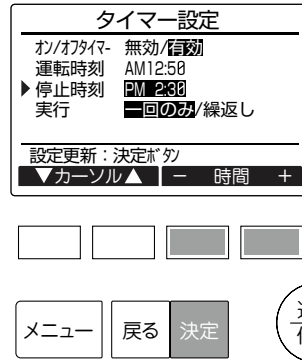 タイマー設定
オン/オフタイマー 無効/有効
運転時刻 AM12:50
▶停止時刻 PM 2:30
実行 一回のみ/繰返し
設定更新:決定ボタン
▼カーソル▲ − 時間 +
メニュー 戻る 決定